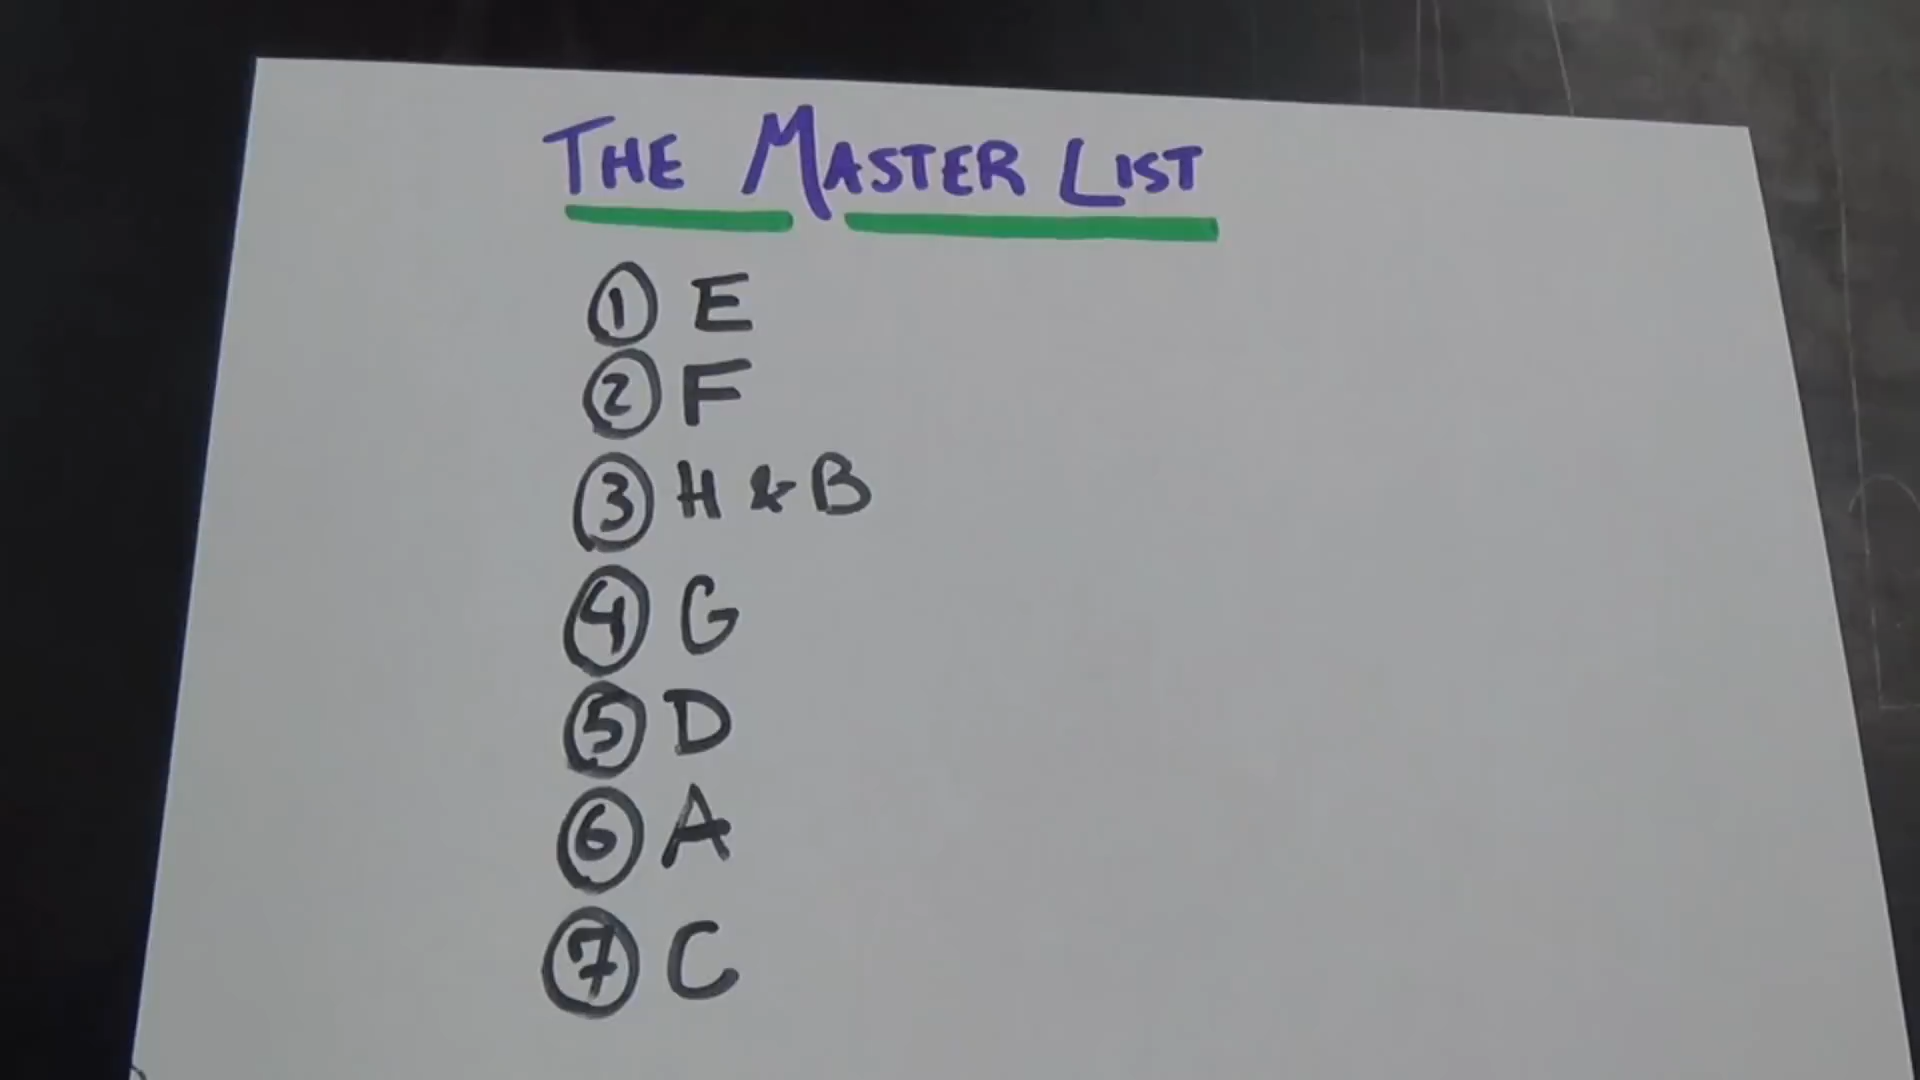 THE MASTER LIST
① E
② F
③ H & B
④ G
⑤ D
⑥ A
⑦ C